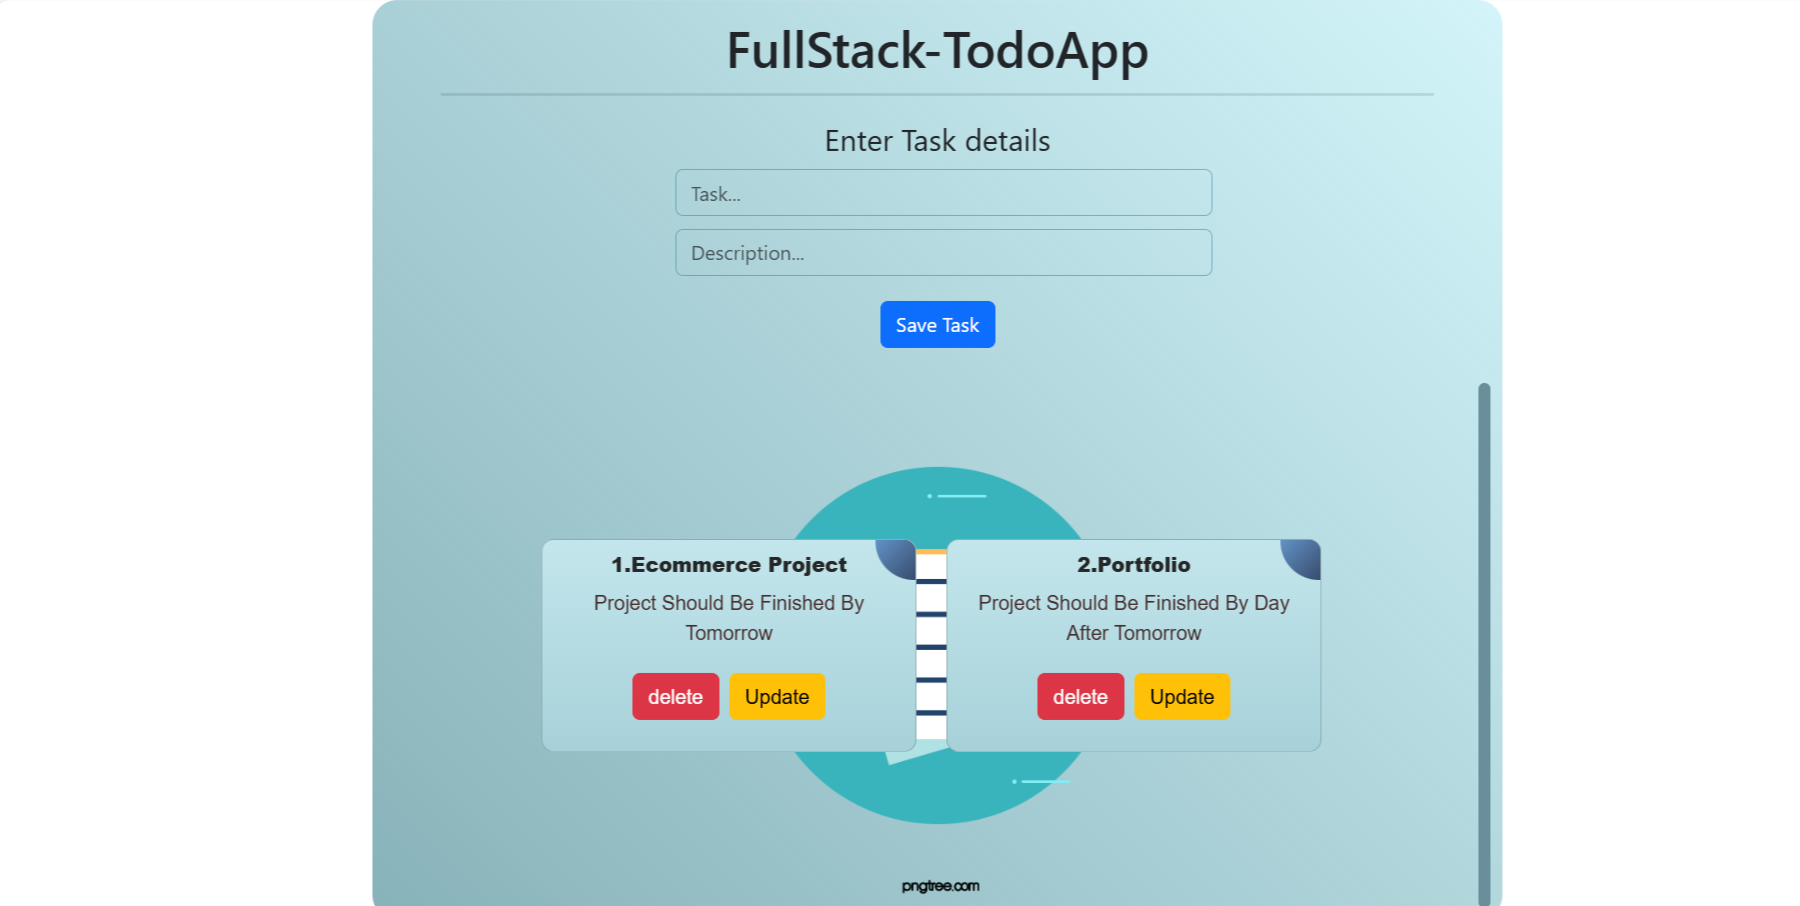 FullStack-TodoApp
Enter Task details
Task...
Description...
Save Task
1.Ecommerce Project
Project Should Be Finished By
Tomorrow
delete Update
2.Portfolio
Project Should Be Finished By Day
After Tomorrow
delete Update
pngtree.com